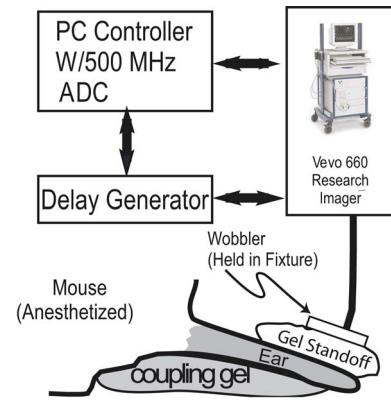 PC Controller
W/500 MHz
ADC
Vevo 660
Research
Imager
Delay Generator
Wobbler
(Held in Fixture)
Mouse
(Anesthetized)
Gel Standoff
Ear
coupling gel